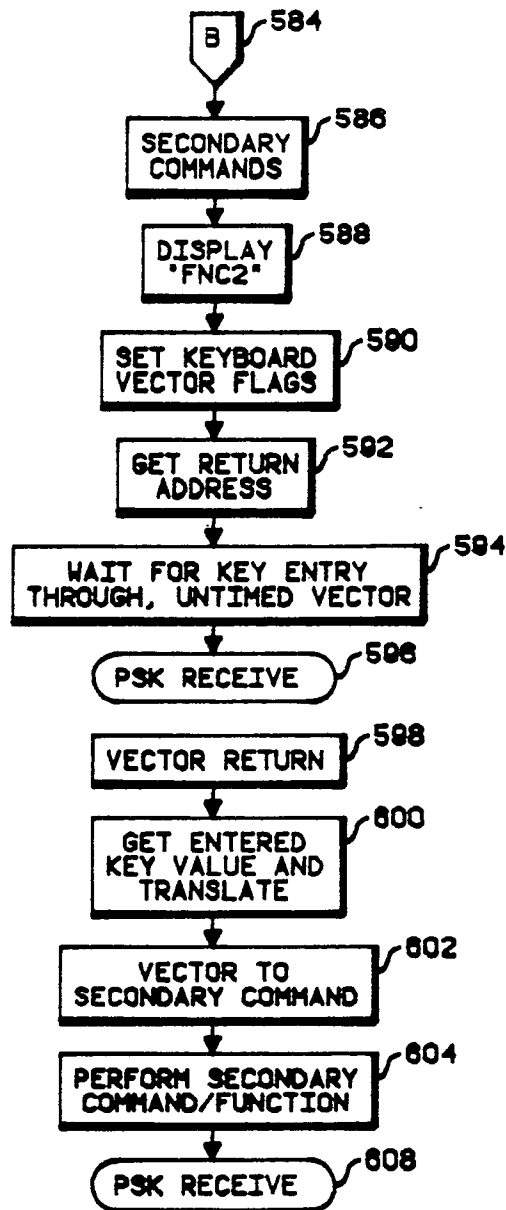 B
584
586
SECONDARY
COMMANDS
588
DISPLAY
"FNC2"
590
SET KEYBOARD
VECTOR FLAGS
592
GET RETURN
ADDRESS
594
WAIT FOR KEY ENTRY
THROUGH, UNTIMED VECTOR
596
PSK RECEIVE
598
VECTOR RETURN
600
GET ENTERED
KEY VALUE AND
TRANSLATE
602
VECTOR TO
SECONDARY COMMAND
604
PERFORM SECONDARY
COMMAND/FUNCTION
608
PSK RECEIVE